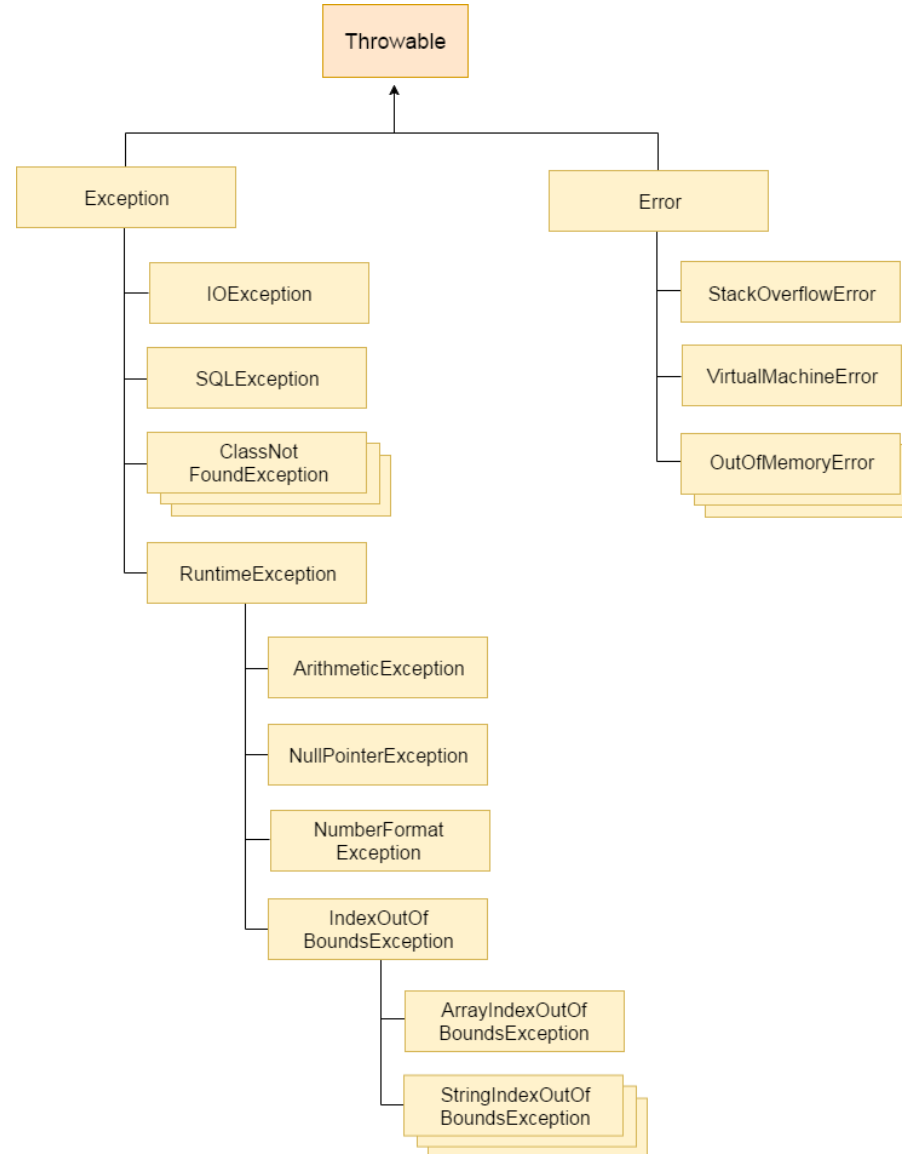 Throwable
Exception
Error
IOException
StackOverflowError
SQLException
VirtualMachineError
ClassNot
FoundException
OutOfMemoryError
RuntimeException
ArithmeticException
NullPointerException
NumberFormat
Exception
IndexOutOf
BoundsException
ArrayIndexOutOf
BoundsException
StringIndexOutOf
BoundsException